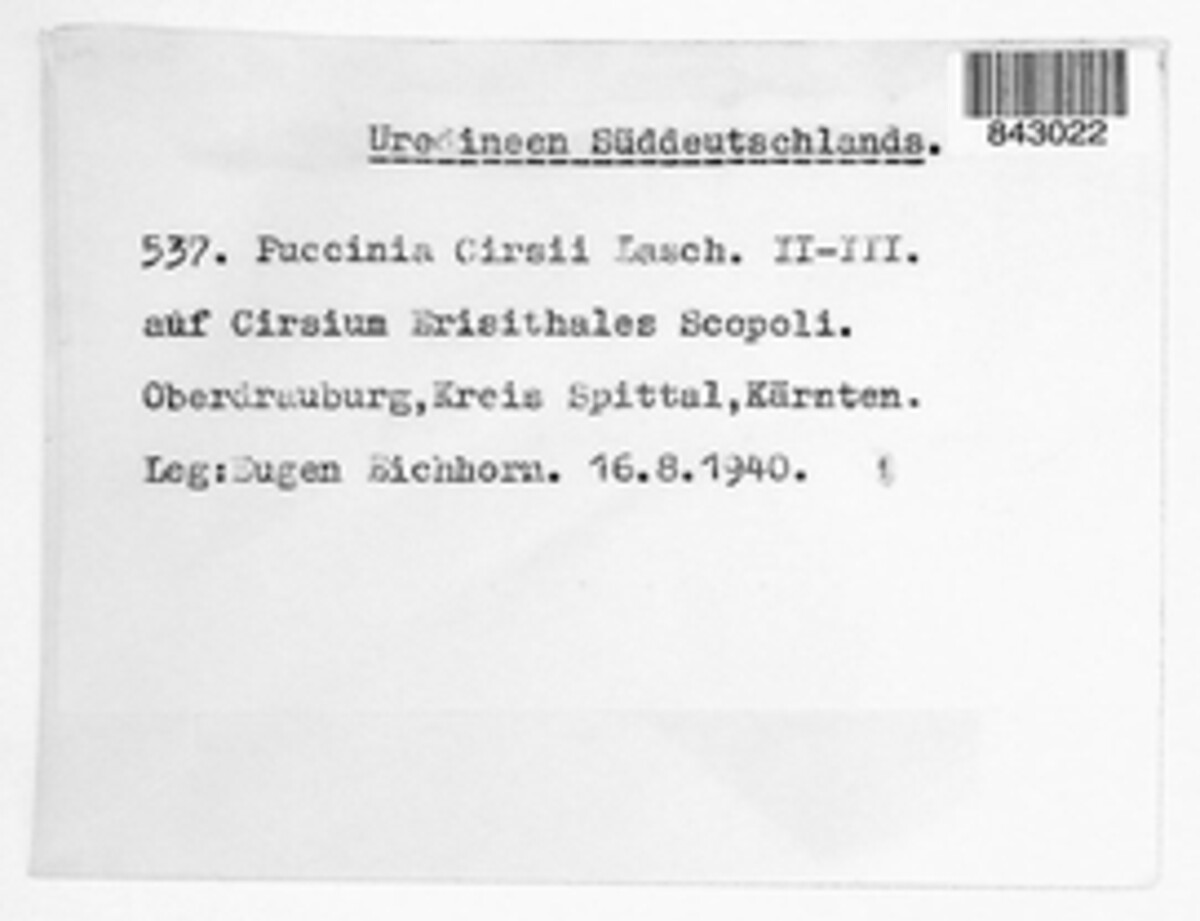 843022
Uredineen Süddeutschlands.
537. Puccinia Cirsii Lasch. II-III.
auf Cirsium Erisithales Scopoli.
Oberdrauburg,Kreis Spittal,Kärnten.
Leg:Eugen Eichhorn. 16.8.1940.